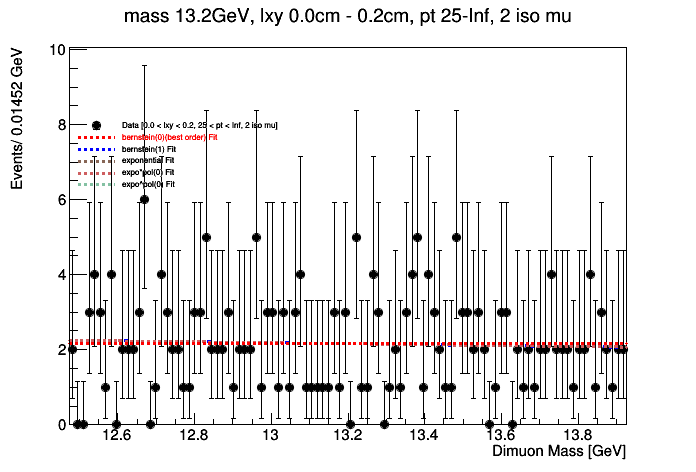 mass 13.2GeV, lxy 0.0cm - 0.2cm, pt 25-Inf, 2 iso mu
Events/ 0.01452 GeV
10
8
6
4
2
0
Data [0.0 < lxy < 0.2, 25 < pt < Inf, 2 iso mu]
bernstein(0)(best order) Fit
bernstein(1) Fit
exponential Fit
expo*pol(0) Fit
expo*pol(0) Fit
12.6 12.8 13 13.2 13.4 13.6 13.8
Dimuon Mass [GeV]